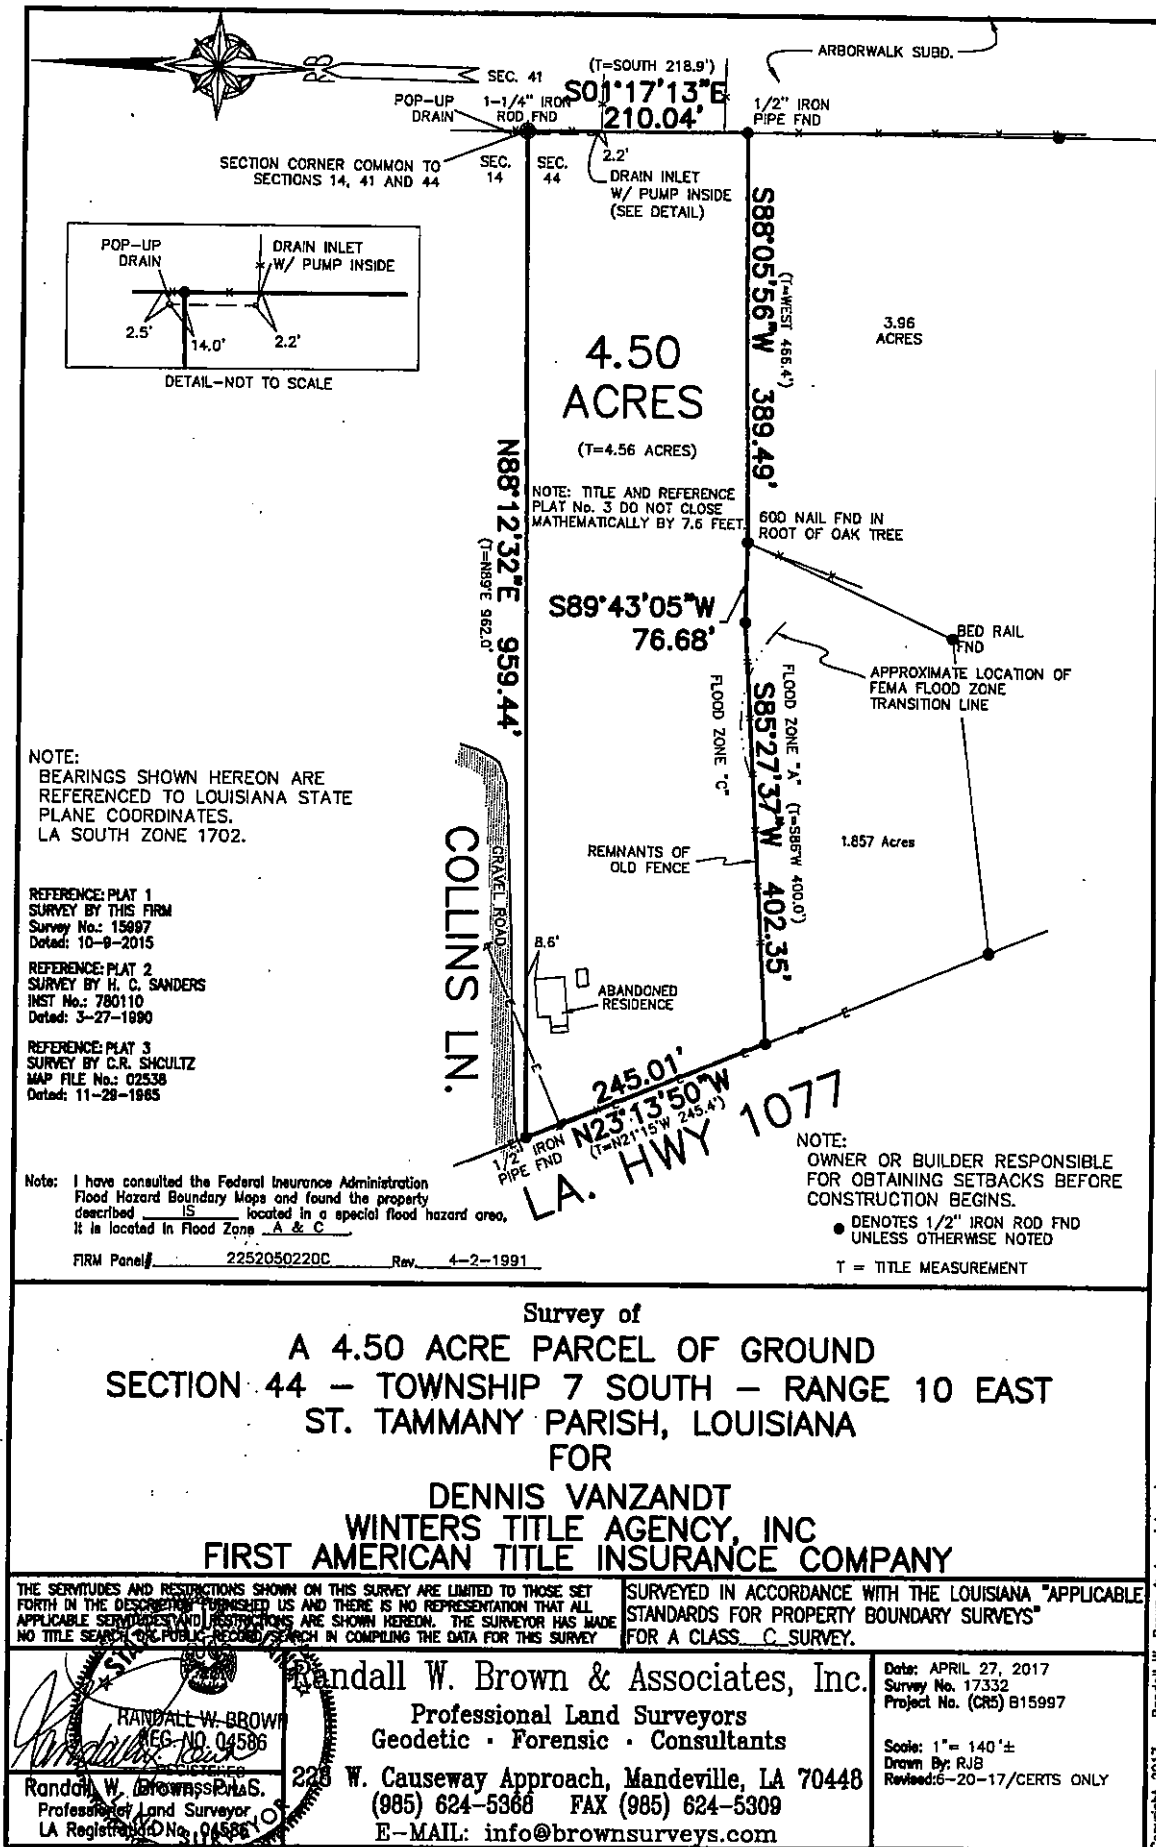 ARBORWALK SUBD.
(T=SOUTH 218.9')
SEC. 41
S01°17'13"E
210.04'
POP-UP
DRAIN
1-1/4" IRON
ROD FND
1/2" IRON
PIPE FND
SECTION CORNER COMMON TO
SECTIONS 14, 41 AND 44
SEC.
14
SEC.
44
2.2'
DRAIN INLET
W/ PUMP INSIDE
(SEE DETAIL)
POP-UP
DRAIN
DRAIN INLET
W/ PUMP INSIDE
2.5'
14.0'
2.2'
DETAIL-NOT TO SCALE
S88°05'56"W 389.49'
(T=WEST 466.4')
3.96
ACRES
4.50
ACRES
(T=4.56 ACRES)
N88°12'32"E 959.44'
(T=N89'E 962.0'
NOTE: TITLE AND REFERENCE
PLAT No. 3 DO NOT CLOSE
MATHEMATICALLY BY 7.6 FEET.
60D NAIL FND IN
ROOT OF OAK TREE
S89°43'05"W
76.68'
BED RAIL
FND
APPROXIMATE LOCATION OF
FEMA FLOOD ZONE
TRANSITION LINE
FLOOD ZONE "A"
FLOOD ZONE "C"
S85°27'37"W 402.35'
(T=S86'W 400.0')
1.857 Acres
REMNANTS OF
OLD FENCE
NOTE:
BEARINGS SHOWN HEREON ARE
REFERENCED TO LOUISIANA STATE
PLANE COORDINATES.
LA SOUTH ZONE 1702.
COLLINS LN.
GRAVEL ROAD
8.6'
ABANDONED
RESIDENCE
REFERENCE: PLAT 1
SURVEY BY THIS FIRM
Survey No.: 15997
Dated: 10-9-2015
REFERENCE: PLAT 2
SURVEY BY H. C. SANDERS
INST No.: 780110
Dated: 3-27-1990
REFERENCE: PLAT 3
SURVEY BY C.R. SHCULTZ
MAP FILE No.: 02538
Dated: 11-29-1965
245.01'
N23°13'50"W
(T=N21°15'W 245.4')
1/2" IRON
PIPE FND
LA. HWY 1077
NOTE:
OWNER OR BUILDER RESPONSIBLE
FOR OBTAINING SETBACKS BEFORE
CONSTRUCTION BEGINS.
DENOTES 1/2" IRON ROD FND
UNLESS OTHERWISE NOTED
T = TITLE MEASUREMENT
Note: I have consulted the Federal Insurance Administration
Flood Hazard Boundary Maps and found the property
described IS located in a special flood hazard area,
It is located in Flood Zone A & C
FIRM Panel# 2252050220C Rev. 4-2-1991
Survey of
A 4.50 ACRE PARCEL OF GROUND
SECTION 44 – TOWNSHIP 7 SOUTH – RANGE 10 EAST
ST. TAMMANY PARISH, LOUISIANA
FOR
DENNIS VANZANDT
WINTERS TITLE AGENCY, INC
FIRST AMERICAN TITLE INSURANCE COMPANY
THE SERVITUDES AND RESTRICTIONS SHOWN ON THIS SURVEY ARE LIMITED TO THOSE SET
FORTH IN THE DESCRIPTION FURNISHED US AND THERE IS NO REPRESENTATION THAT ALL
APPLICABLE SERVITUDES AND RESTRICTIONS ARE SHOWN HEREON. THE SURVEYOR HAS MADE
NO TITLE SEARCH OR PUBLIC RECORD SEARCH IN COMPILING THE DATA FOR THIS SURVEY
SURVEYED IN ACCORDANCE WITH THE LOUISIANA "APPLICABLE
STANDARDS FOR PROPERTY BOUNDARY SURVEYS"
FOR A CLASS C SURVEY.
RANDALL W. BROWN
REG. NO. 04586
REGISTERED
PROFESSIONAL
Randall W. Brown, P.L.S.
Professional Land Surveyor
LA Registration No. 04586
Randall W. Brown & Associates, Inc.
Professional Land Surveyors
Geodetic · Forensic · Consultants
228 W. Causeway Approach, Mandeville, LA 70448
(985) 624-5368 FAX (985) 624-5309
E-MAIL: info@brownsurveys.com
Date: APRIL 27, 2017
Survey No. 17332
Project No. (CR5) B15997
Scale: 1"= 140'±
Drawn By: RJB
Revised:6-20-17/CERTS ONLY